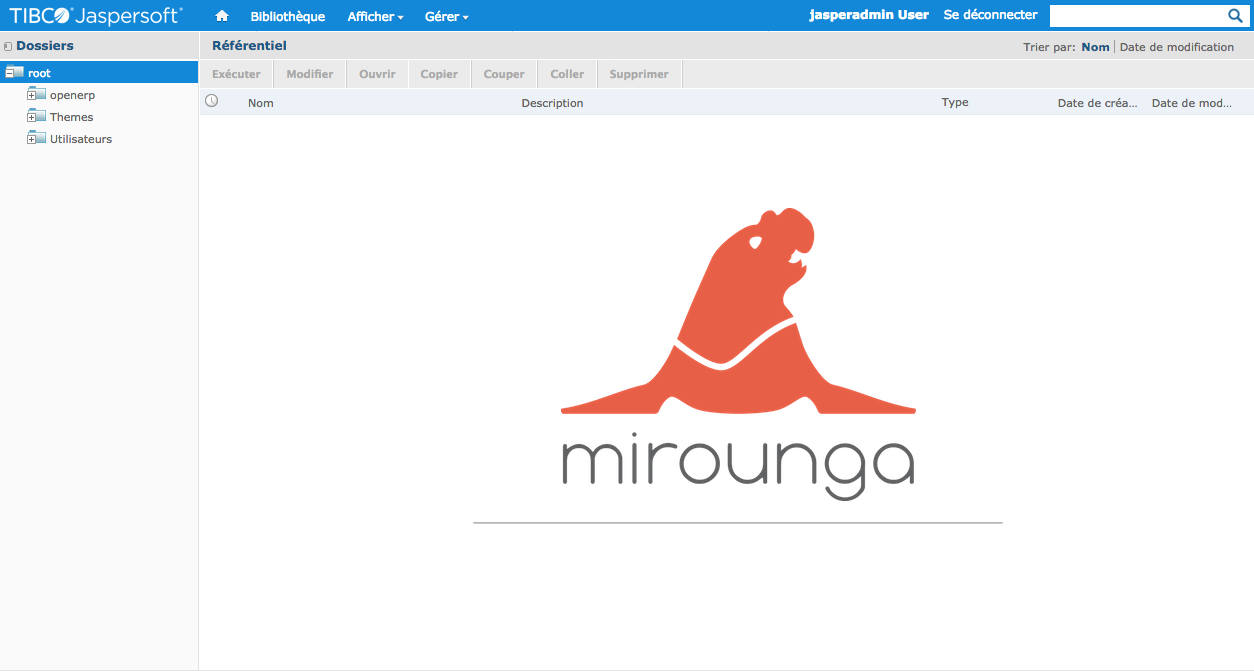 TIBCO Jaspersoft® Bibliothèque Afficher Gérer jasperadmin User Se déconnecter
Dossiers Référentiel Trier par: Nom Date de modification
root Exécuter Modifier Ouvrir Copier Couper Coller Supprimer
openerp Nom Description Type Date de créa... Date de mod...
Themes
Utilisateurs
mirounga